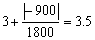 3 + |−900| / 1800 = 3.5